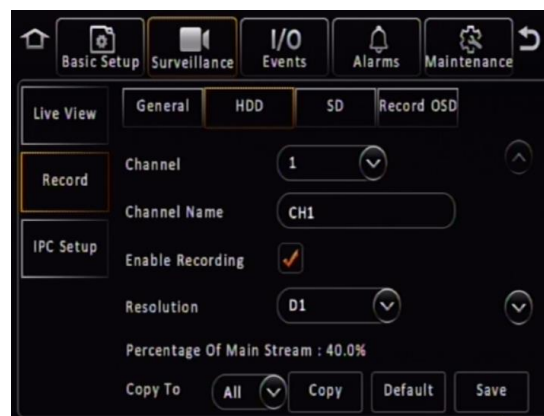 Basic Setup Surveillance I/O Events Alarms Maintenance
Live View General HDD SD Record OSD
Record Channel 1
Channel Name CH1
IPC Setup Enable Recording
Resolution D1
Percentage Of Main Stream : 40.0%
Copy To All Copy Default Save